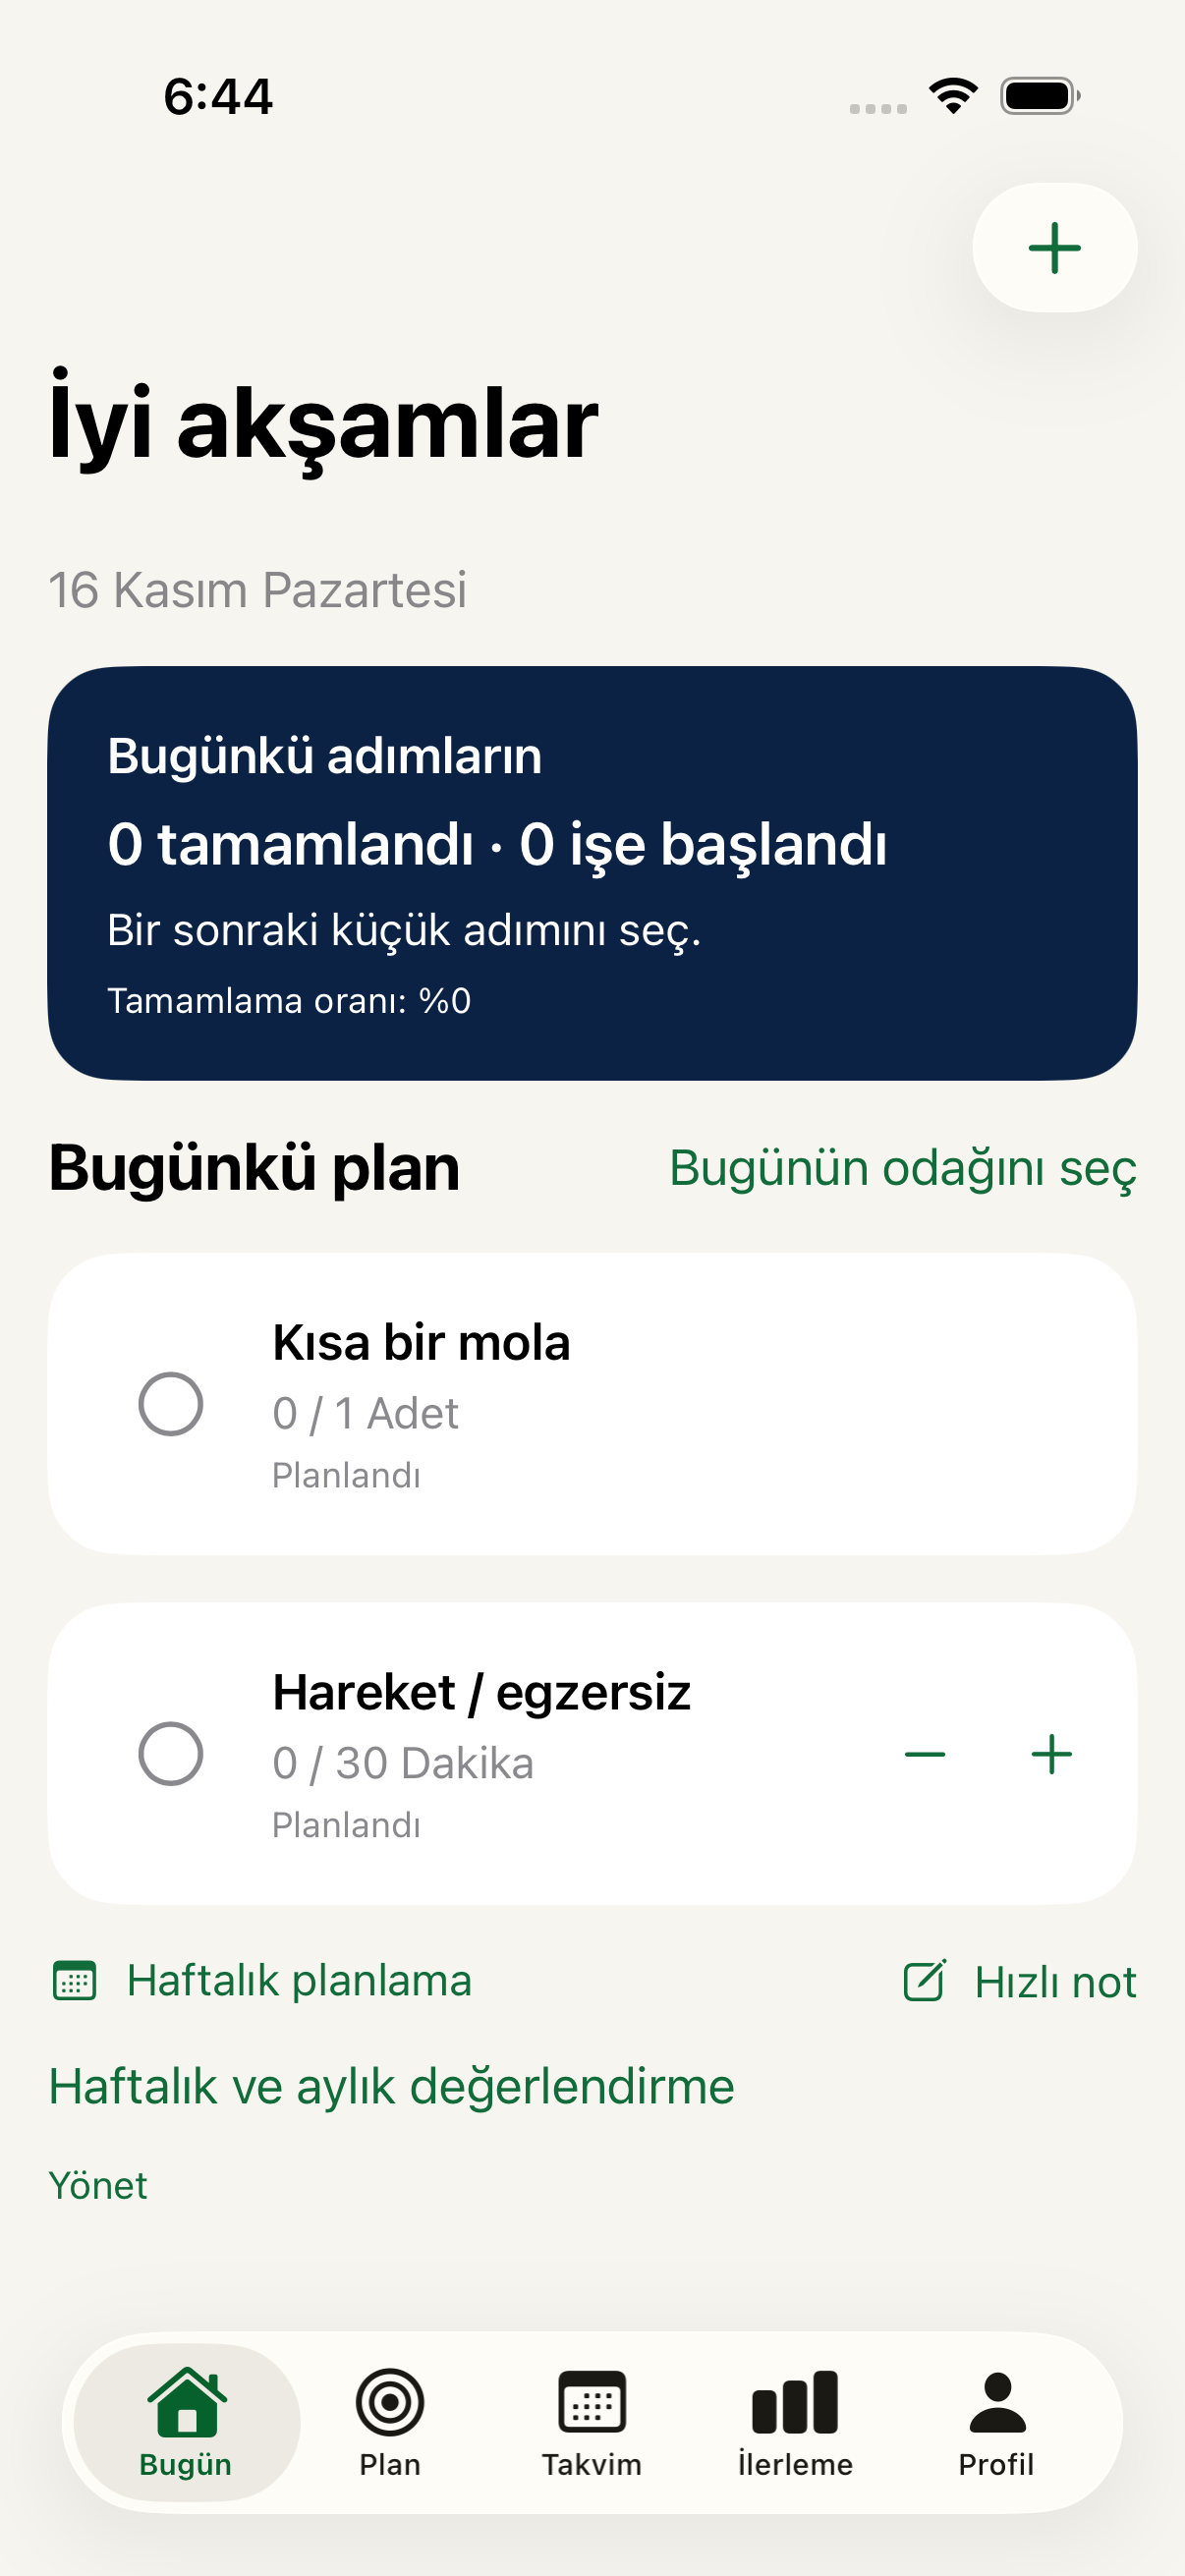 6:44
İyi akşamlar
16 Kasım Pazartesi
Bugünkü adımların
0 tamamlandı · 0 işe başlandı
Bir sonraki küçük adımını seç.
Tamamlama oranı: %0
Bugünkü plan
Bugünün odağını seç
Kısa bir mola
0 / 1 Adet
Planlandı
Hareket / egzersiz
0 / 30 Dakika
Planlandı
Haftalık planlama
Hızlı not
Haftalık ve aylık değerlendirme
Yönet
Bugün
Plan
Takvim
İlerleme
Profil